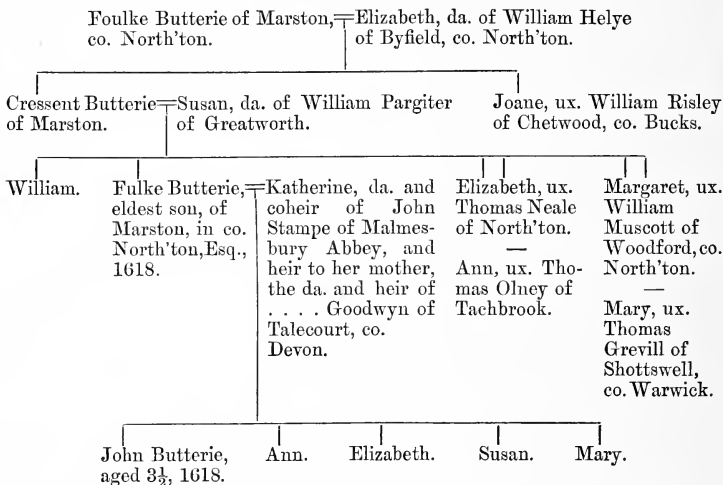 Foulke Butterie of Marston, co. North'ton.
Elizabeth, da. of William Helye of Byfield, co. North'ton.
Cressent Butterie of Marston.
Susan, da. of William Pargiter of Greatworth.
Joane, ux. William Risley of Chetwood, co. Bucks.
William.
Fulke Butterie,
eldest son, of
Marston, in co.
North'ton, Esq.,
1618.
Katherine, da. and
coheir of John
Stampe of Malmes-
bury Abbey, and
heir to her mother,
the da. and heir of
. . . . Goodwyn of
Talecourt, co.
Devon.
Elizabeth, ux.
Thomas Neale
of North'ton.
—
Ann, ux. Tho-
mas Olney of
Tachbrook.
Margaret, ux.
William
Muscott of
Woodford, co.
North'ton.
—
Mary, ux.
Thomas
Grevill of
Shottswell,
co. Warwick.
John Butterie,
aged 3½, 1618.
Ann.
Elizabeth.
Susan.
Mary.